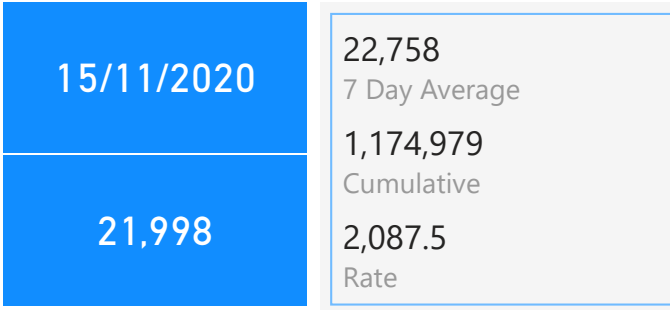 15/11/2020
21,998
22,758
7 Day Average
1,174,979
Cumulative
2,087.5
Rate